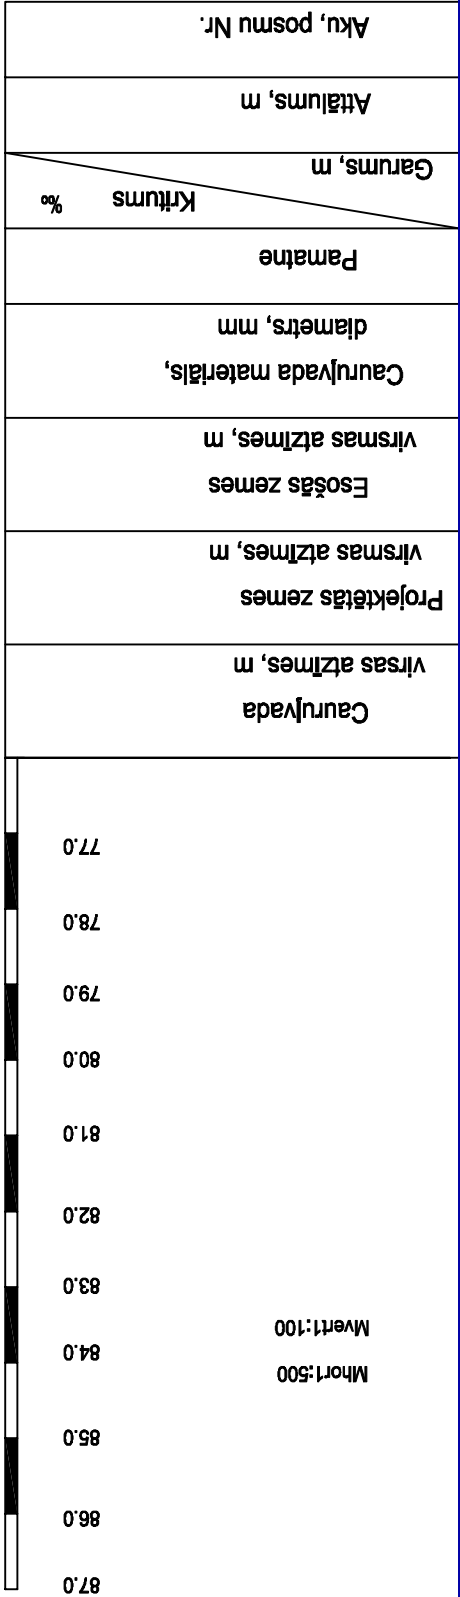 87.0
86.0
85.0
Mhor1:500
84.0
Mvert1:100
83.0
82.0
81.0
80.0
79.0
78.0
77.0
Cauruļvada
virsas atzīmes, m
Projektētās zemes
virsmas atzīmes, m
Esošās zemes
virsmas atzīmes, m
Cauruļvada materiāls,
diametrs, mm
Pamatne
Kritums ‰
Garums, m
Attālums, m
Aku, posmu Nr.